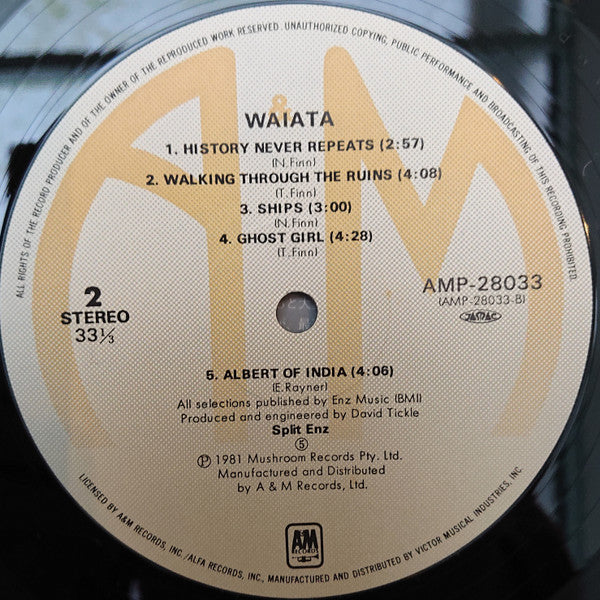 ALL RIGHTS OF THE RECORD PRODUCER AND OF THE OWNER OF THE REPRODUCED WORK RESERVED. UNAUTHORIZED COPYING, PUBLIC PERFORMANCE AND BROADCASTING OF THIS RECORDING PROHIBITED.
A&M
WAIATA
1. HISTORY NEVER REPEATS (2:57)
(N.Finn)
2. WALKING THROUGH THE RUINS (4:08)
(T.Finn)
3. SHIPS (3:00)
(N.Finn)
4. GHOST GIRL (4:28)
(T.Finn)
2
STEREO
33⅓
AMP-28033
(AMP-28033-B)
JASRAC
5. ALBERT OF INDIA (4:06)
(E.Rayner)
All selections published by Enz Music (BMI)
Produced and engineered by David Tickle
Split Enz
⑤
℗ 1981 Mushroom Records Pty. Ltd.
Manufactured and Distributed
by A & M Records, Ltd.
A&M
RECORDS
LICENSED BY A&M RECORDS, INC./ALFA RECORDS, INC., MANUFACTURED AND DISTRIBUTED BY VICTOR MUSICAL INDUSTRIES, INC.